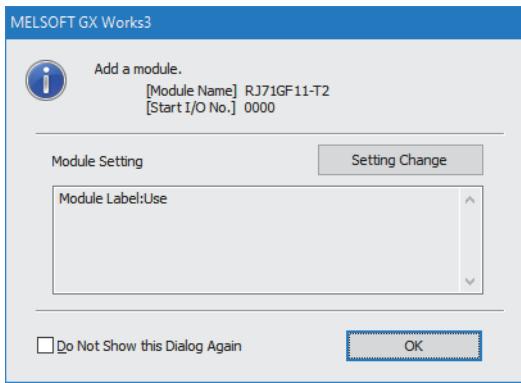 MELSOFT GX Works3
Add a module.
[Module Name] RJ71GF11-T2
[Start I/O No.] 0000
Module Setting
Setting Change
Module Label:Use
Do Not Show this Dialog Again
OK